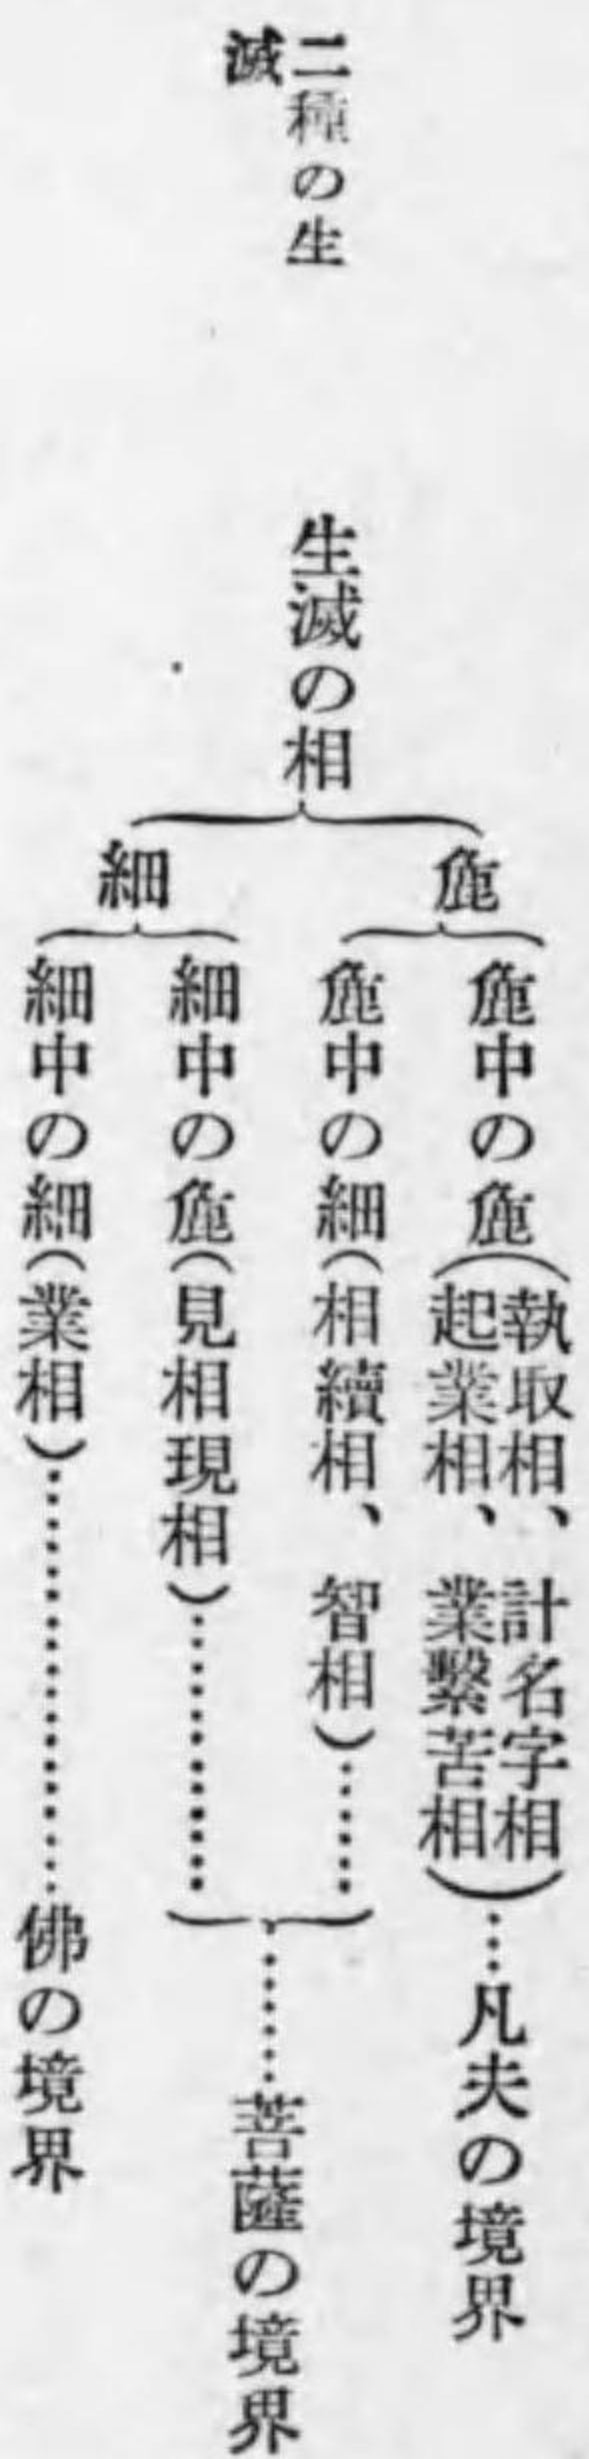 二種の生
滅
生滅の相
麁
麁中の麁(執取相、計名字相
起業相、業繫苦相)……凡夫の境界
麁中の細(相續相、智相)……
細
細中の麁(見相現相)……
……菩薩の境界
細中の細(業相)……佛の境界